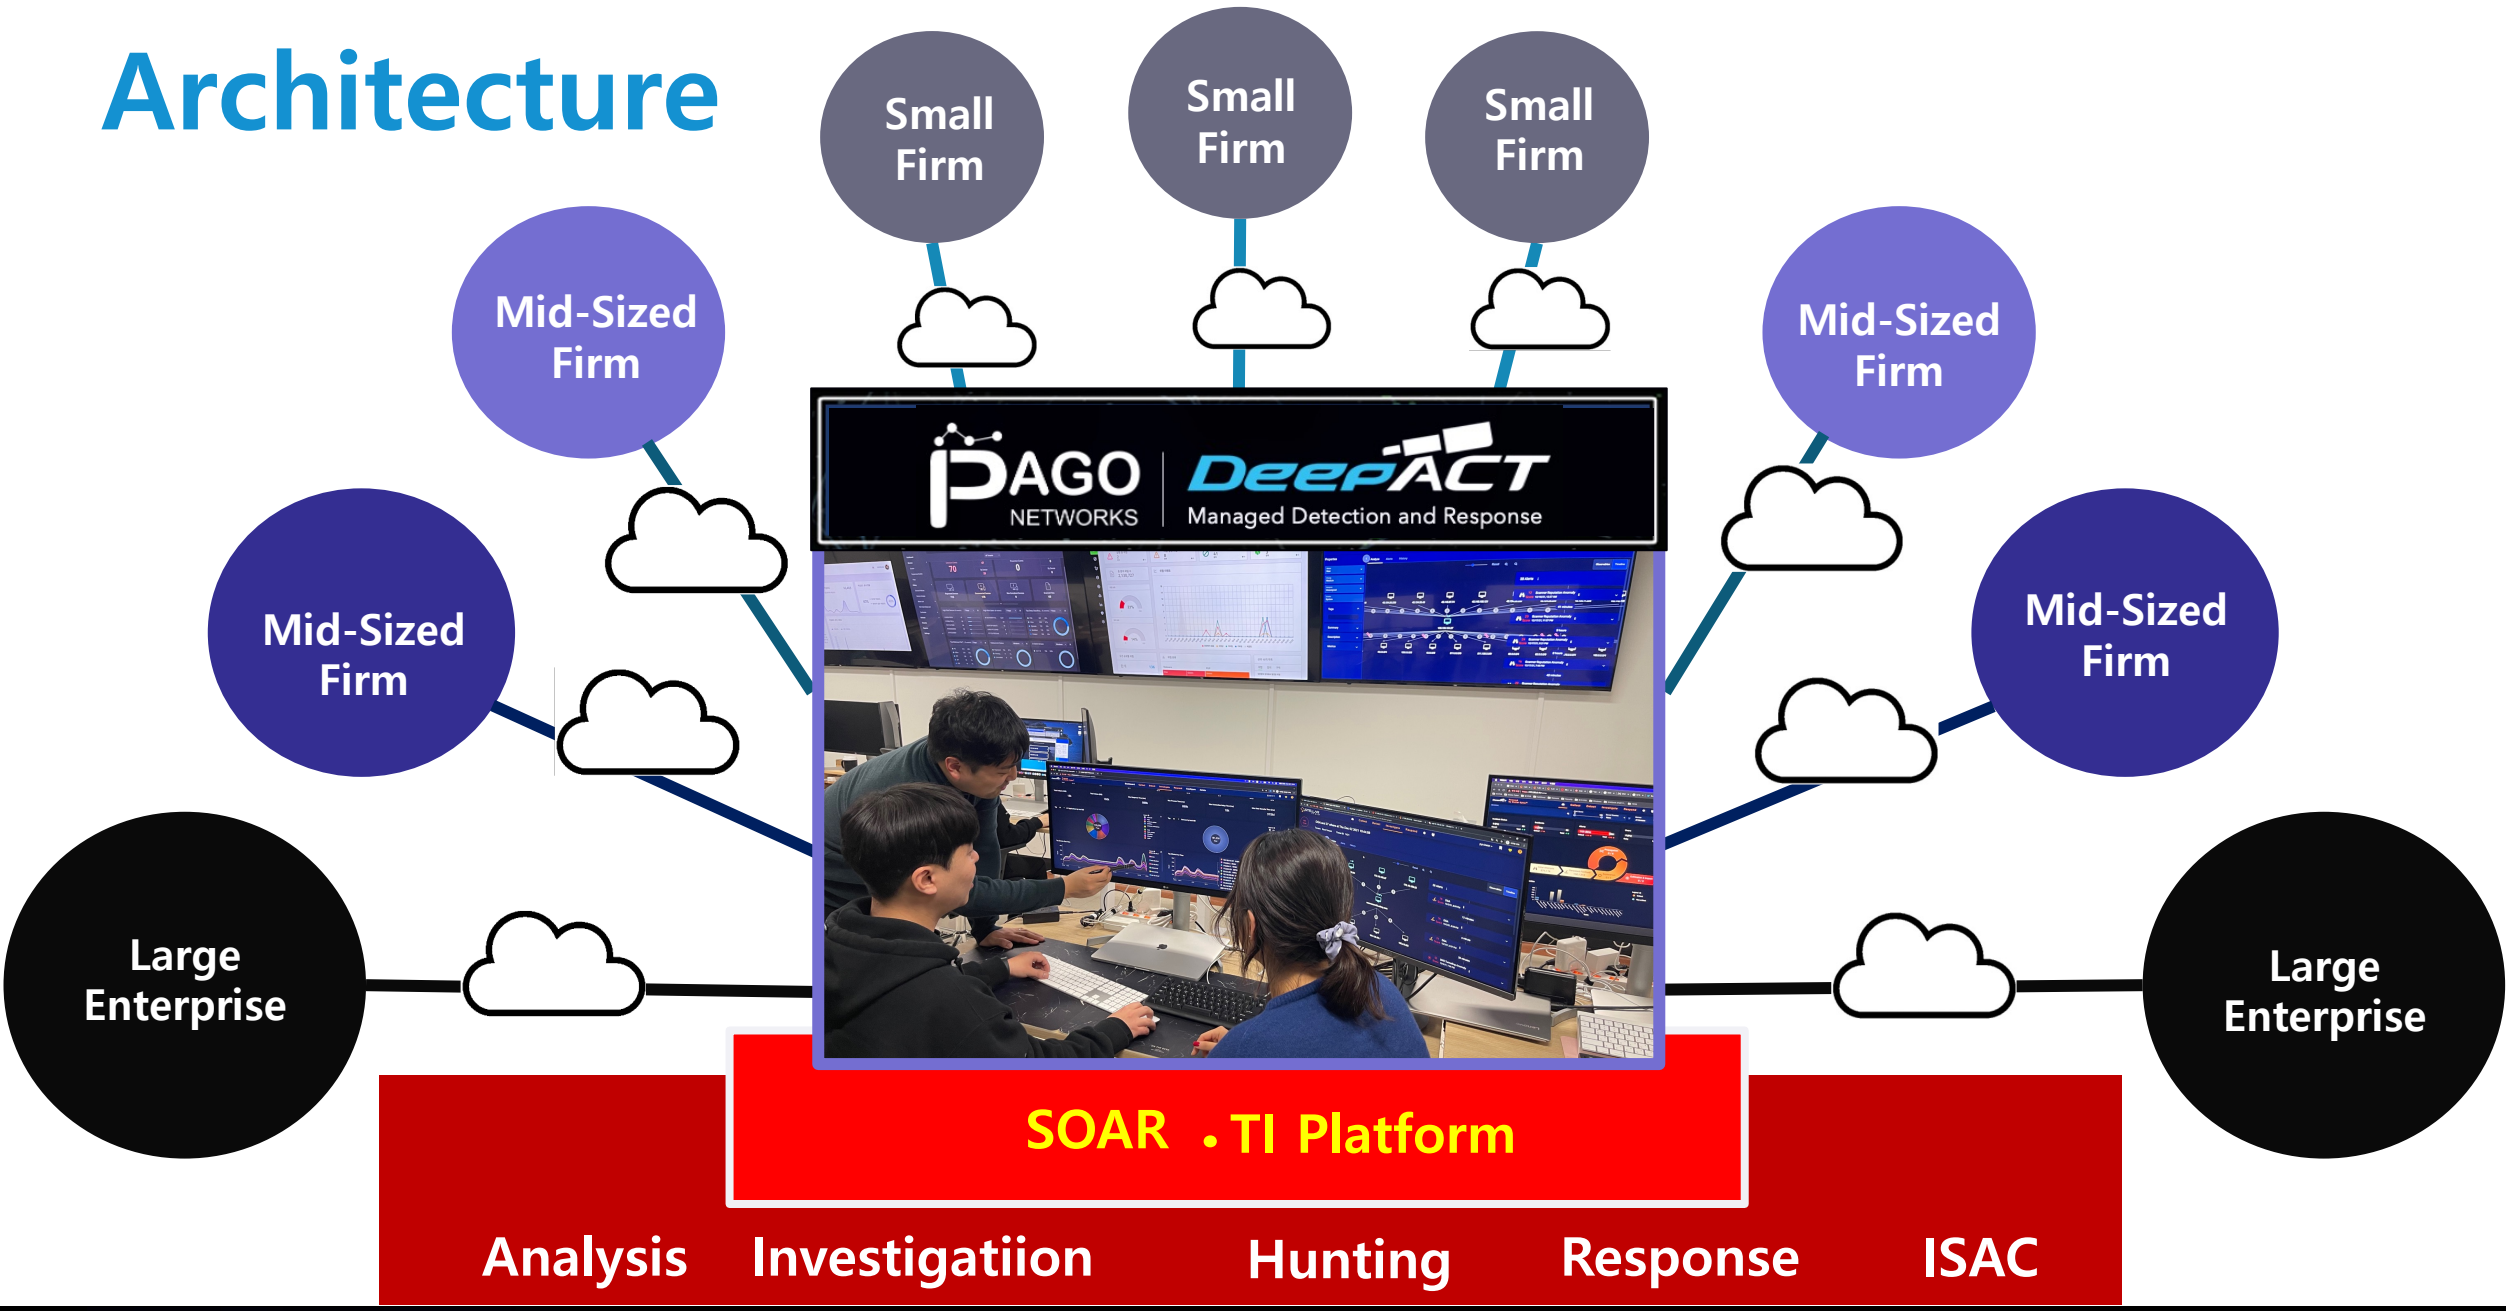 Architecture
Small
Firm
Small
Firm
Small
Firm
Mid-Sized
Firm
Mid-Sized
Firm
Mid-Sized
Firm
Mid-Sized
Firm
Large
Enterprise
Large
Enterprise
PAGO
NETWORKS
DeepACT
Managed Detection and Response
SOAR • TI Platform
Analysis Investigatiion Hunting Response ISAC